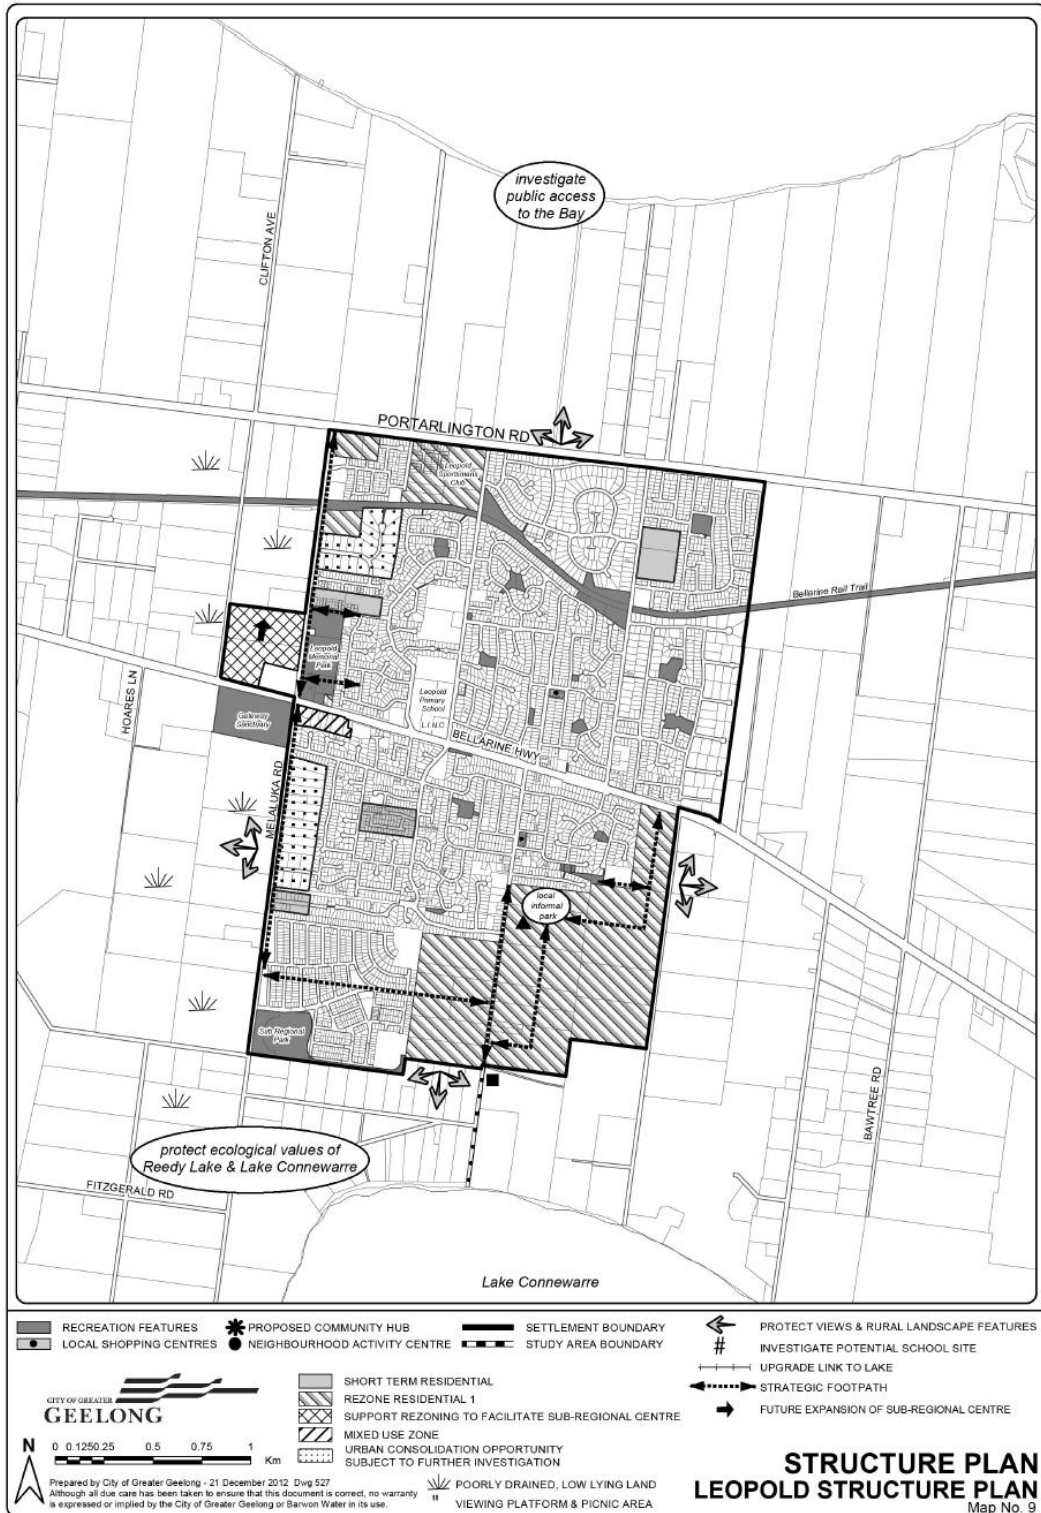 investigate
public access
to the Bay
CLIFTON AVE
PORTARLINGTON RD
Leopold
Sportsmans
Club
Bellarine Rail Trail
Leopold
Memorial
Park
Leopold
Primary
School
L.I.N.C.
HOARES LN
Gateway
Sanctuary
BELLARINE HWY
MELALUKA RD
local
informal
park
Sub Regional
Park
BAWTREE RD
protect ecological values of
Reedy Lake & Lake Connewarre
FITZGERALD RD
Lake Connewarre
RECREATION FEATURES
LOCAL SHOPPING CENTRES
PROPOSED COMMUNITY HUB
NEIGHBOURHOOD ACTIVITY CENTRE
SETTLEMENT BOUNDARY
STUDY AREA BOUNDARY
PROTECT VIEWS & RURAL LANDSCAPE FEATURES
# INVESTIGATE POTENTIAL SCHOOL SITE
UPGRADE LINK TO LAKE
STRATEGIC FOOTPATH
FUTURE EXPANSION OF SUB-REGIONAL CENTRE
CITY OF GREATER
GEELONG
SHORT TERM RESIDENTIAL
REZONE RESIDENTIAL 1
SUPPORT REZONING TO FACILITATE SUB-REGIONAL CENTRE
MIXED USE ZONE
URBAN CONSOLIDATION OPPORTUNITY
SUBJECT TO FURTHER INVESTIGATION
N
0 0.1250.25 0.5 0.75 1
Km
Prepared by City of Greater Geelong - 21 December 2012 Dwg 527
Although all due care has been taken to ensure that this document is correct, no warranty
is expressed or implied by the City of Greater Geelong or Barwon Water in its use.
POORLY DRAINED, LOW LYING LAND
VIEWING PLATFORM & PICNIC AREA
STRUCTURE PLAN
LEOPOLD STRUCTURE PLAN
Map No. 9